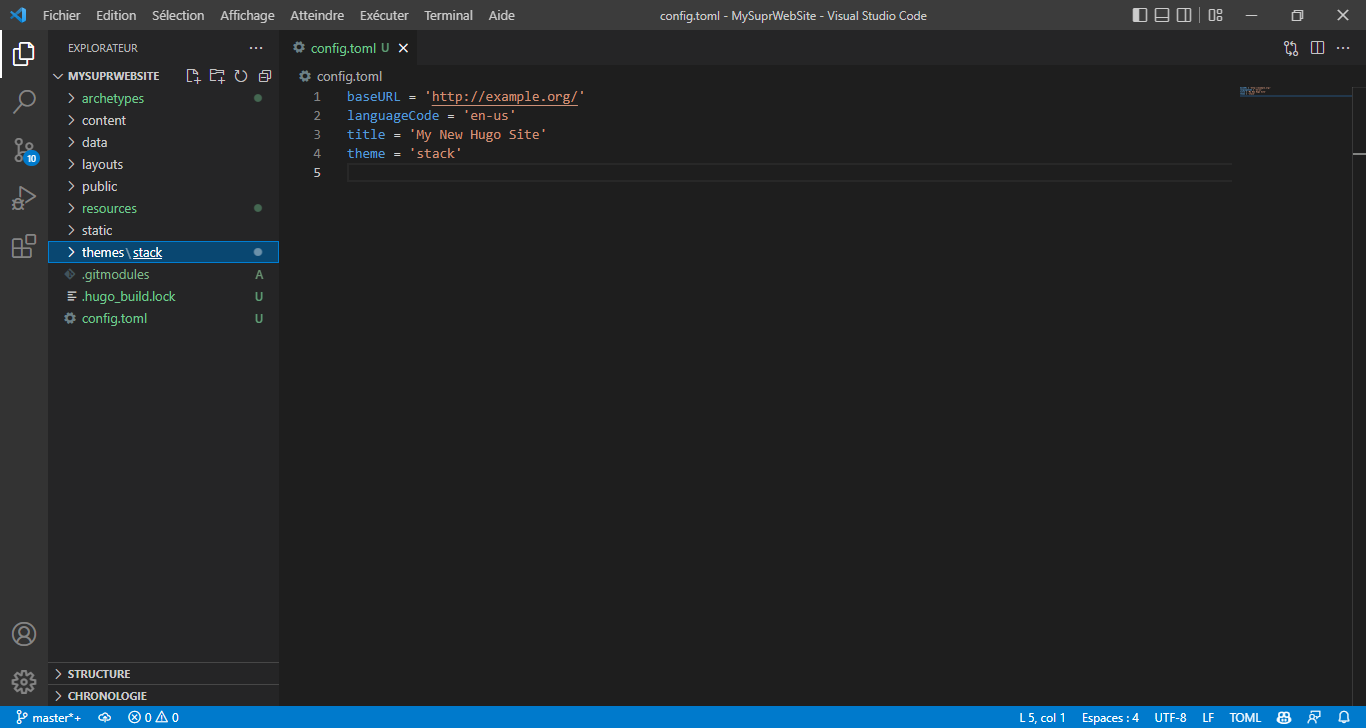 Fichier Edition Sélection Affichage Atteindre Exécuter Terminal Aide config.toml - MySuprWebSite - Visual Studio Code
EXPLORATEUR
config.toml U
MYSUPRWEBSITE
config.toml
archetypes
content
data
layouts
public
resources
static
themes\stack
.gitmodules A
.hugo_build.lock U
config.toml U
1 baseURL = 'http://example.org/'
2 languageCode = 'en-us'
3 title = 'My New Hugo Site'
4 theme = 'stack'
5
10
STRUCTURE
CHRONOLOGIE
master*+ 0 0 L 5, col 1 Espaces : 4 UTF-8 LF TOML